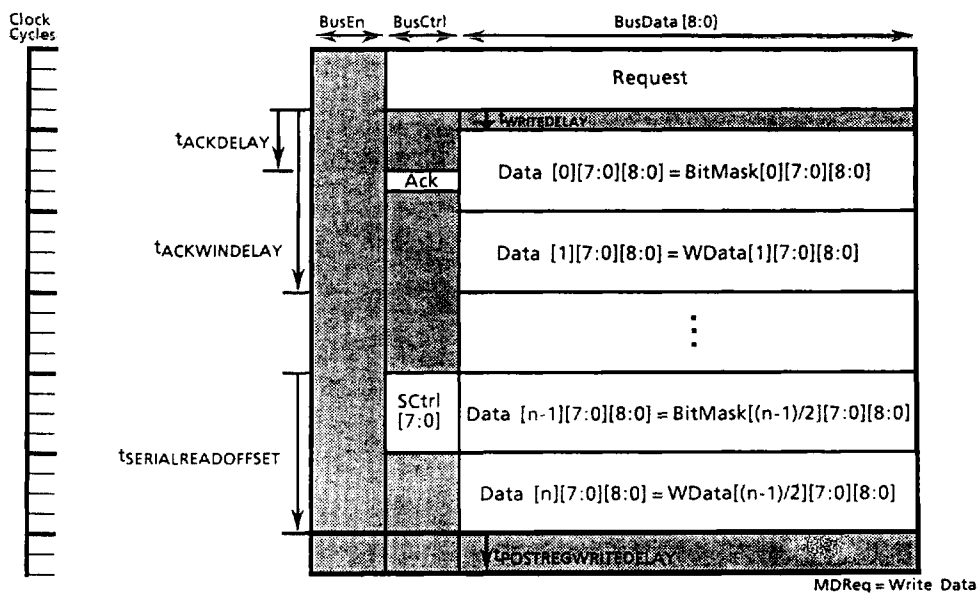 Clock
Cycles
BusEn BusCtrl BusData [8:0]
Request
tWRITEDELAY
tACKDELAY
Ack
Data [0][7:0][8:0] = BitMask[0][7:0][8:0]
tACKWINDELAY
Data [1][7:0][8:0] = WData[1][7:0][8:0]
SCtrl
[7:0]
Data [n-1][7:0][8:0] = BitMask[(n-1)/2][7:0][8:0]
tSERIALREADOFFSET
Data [n][7:0][8:0] = WData[(n-1)/2][7:0][8:0]
tPOSTREGWRITEDELAY
MDReq = Write Data